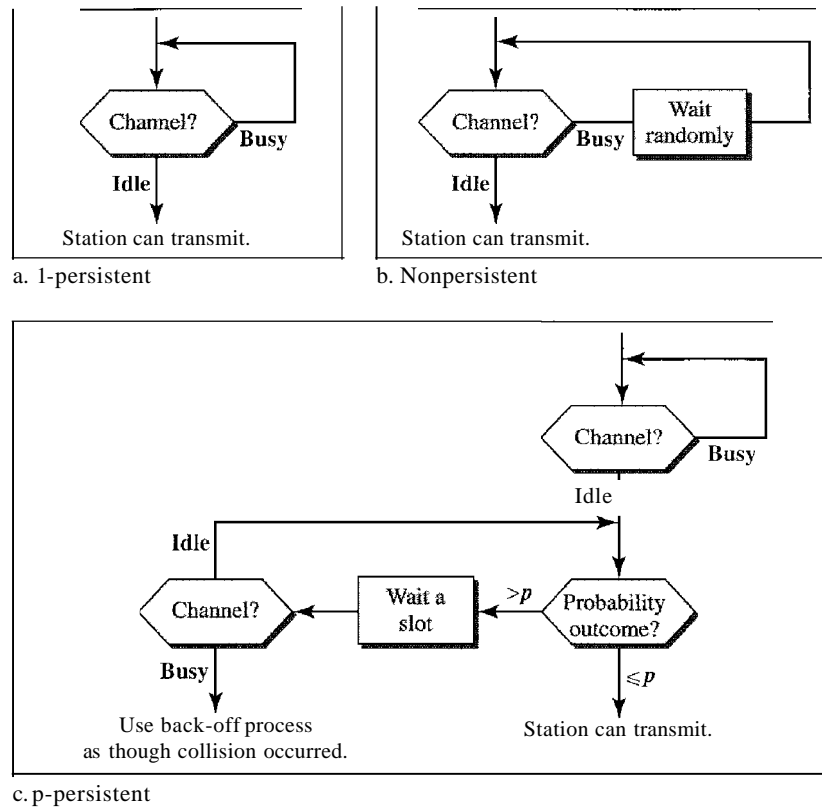 Channel?
Busy
Idle
Station can transmit.
a. 1-persistent
Channel?
Busy
Wait
randomly
Idle
Station can transmit.
b. Nonpersistent
Channel?
Busy
Idle
Idle
Channel?
Wait a
slot
>p
Probability
outcome?
Busy
≤p
Use back-off process
as though collision occurred.
Station can transmit.
c. p-persistent